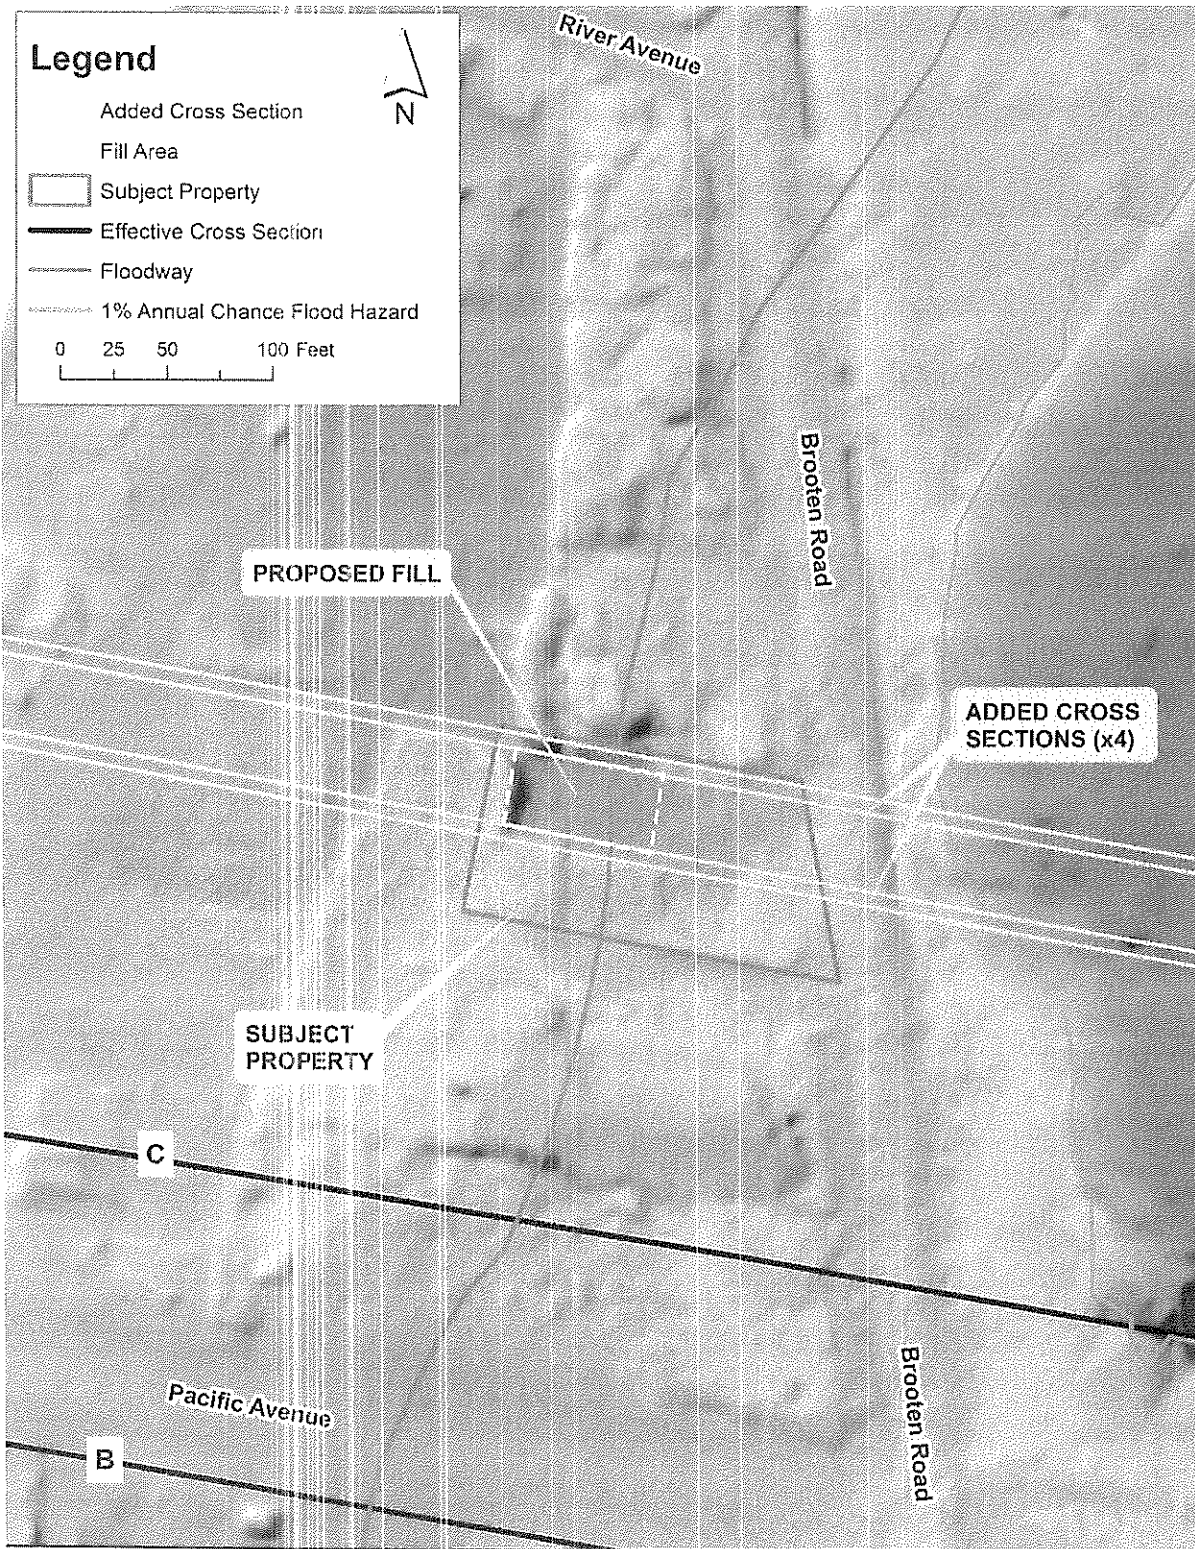 River Avenue
Legend
N
Added Cross Section
Fill Area
Subject Property
Effective Cross Section
Floodway
1% Annual Chance Flood Hazard
0 25 50 100 Feet
Brooten Road
PROPOSED FILL
ADDED CROSS
SECTIONS (x4)
SUBJECT
PROPERTY
C
Brooten Road
Pacific Avenue
B